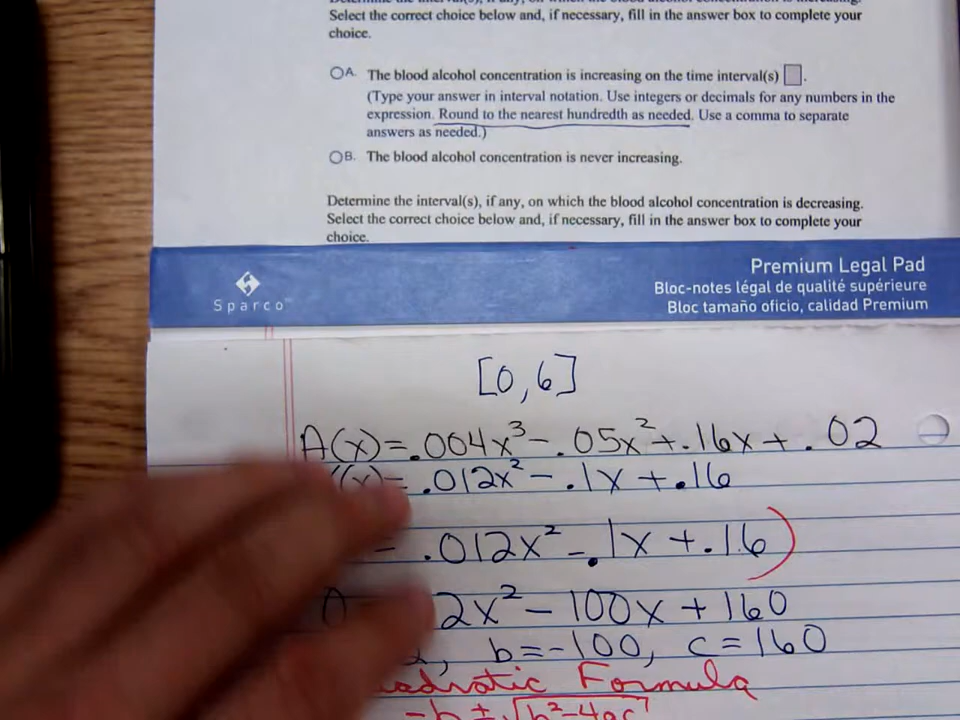 Select the correct choice below and, if necessary, fill in the answer box to complete your
choice.
A. The blood alcohol concentration is increasing on the time interval(s) .
(Type your answer in interval notation. Use integers or decimals for any numbers in the
expression. Round to the nearest hundredth as needed. Use a comma to separate
answers as needed.)
B. The blood alcohol concentration is never increasing.
Determine the interval(s), if any, on which the blood alcohol concentration is decreasing.
Select the correct choice below and, if necessary, fill in the answer box to complete your
choice.
Premium Legal Pad
Sparco
Bloc-notes légal de qualité supérieure
Bloc tamaño oficio, calidad Premium
[0,6]
A(x)=.004x³-.05x²+.16x+.02
'(x)=.012x²-.1x+.16
.012x²-.1x+.16)
2x²-100x+160
, b=-100, c=160
Formula
-b±√b²-4ac